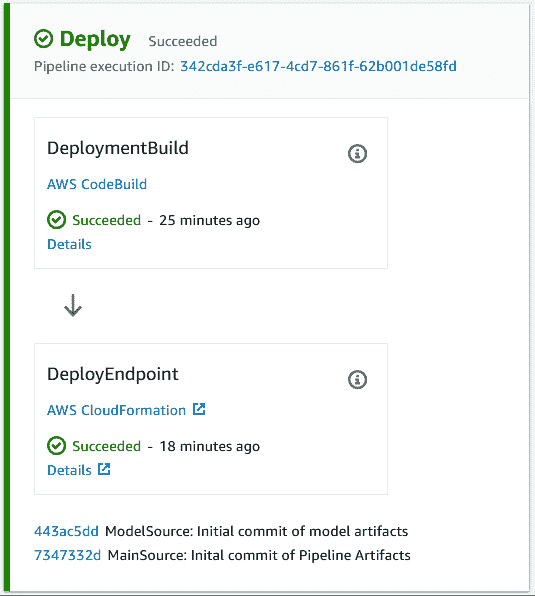 Deploy Succeeded
Pipeline execution ID: 342cda3f-e617-4cd7-861f-62b001de58fd
DeploymentBuild
AWS CodeBuild
Succeeded - 25 minutes ago
Details
DeployEndpoint
AWS CloudFormation
Succeeded - 18 minutes ago
Details
443ac5dd ModelSource: Initial commit of model artifacts
7347332d MainSource: Inital commit of Pipeline Artifacts